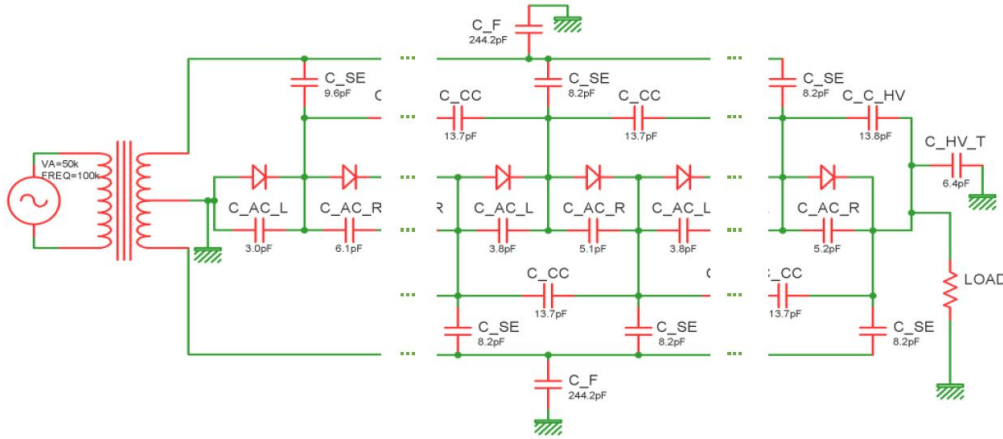 C_F
244.2pF
C_SE
9.6pF
C_CC
13.7pF
C_SE
8.2pF
C_CC
13.7pF
C_SE
8.2pF
C_C_HV
13.8pF
C_HV_T
6.4pF
VA=50k
FREQ=100k
C_AC_L
3.0pF
C_AC_R
6.1pF
R
C_AC_L
3.8pF
C_AC_R
5.1pF
C_AC_L
3.8pF
C_AC_R
5.2pF
LOAD
C_CC
13.7pF
C_CC
13.7pF
C_SE
8.2pF
C_SE
8.2pF
C_SE
8.2pF
C_F
244.2pF